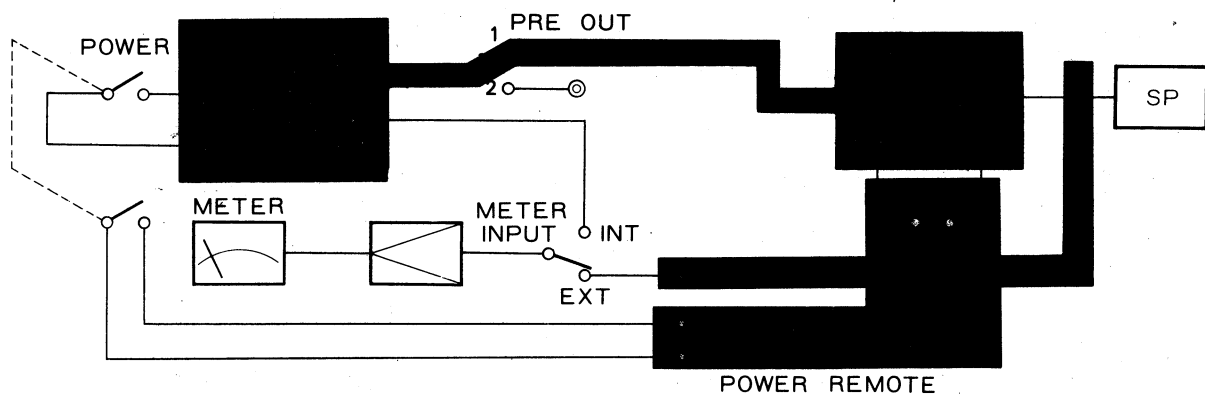 1 PRE OUT
POWER
2
SP
METER
METER
INPUT
INT
EXT
POWER REMOTE